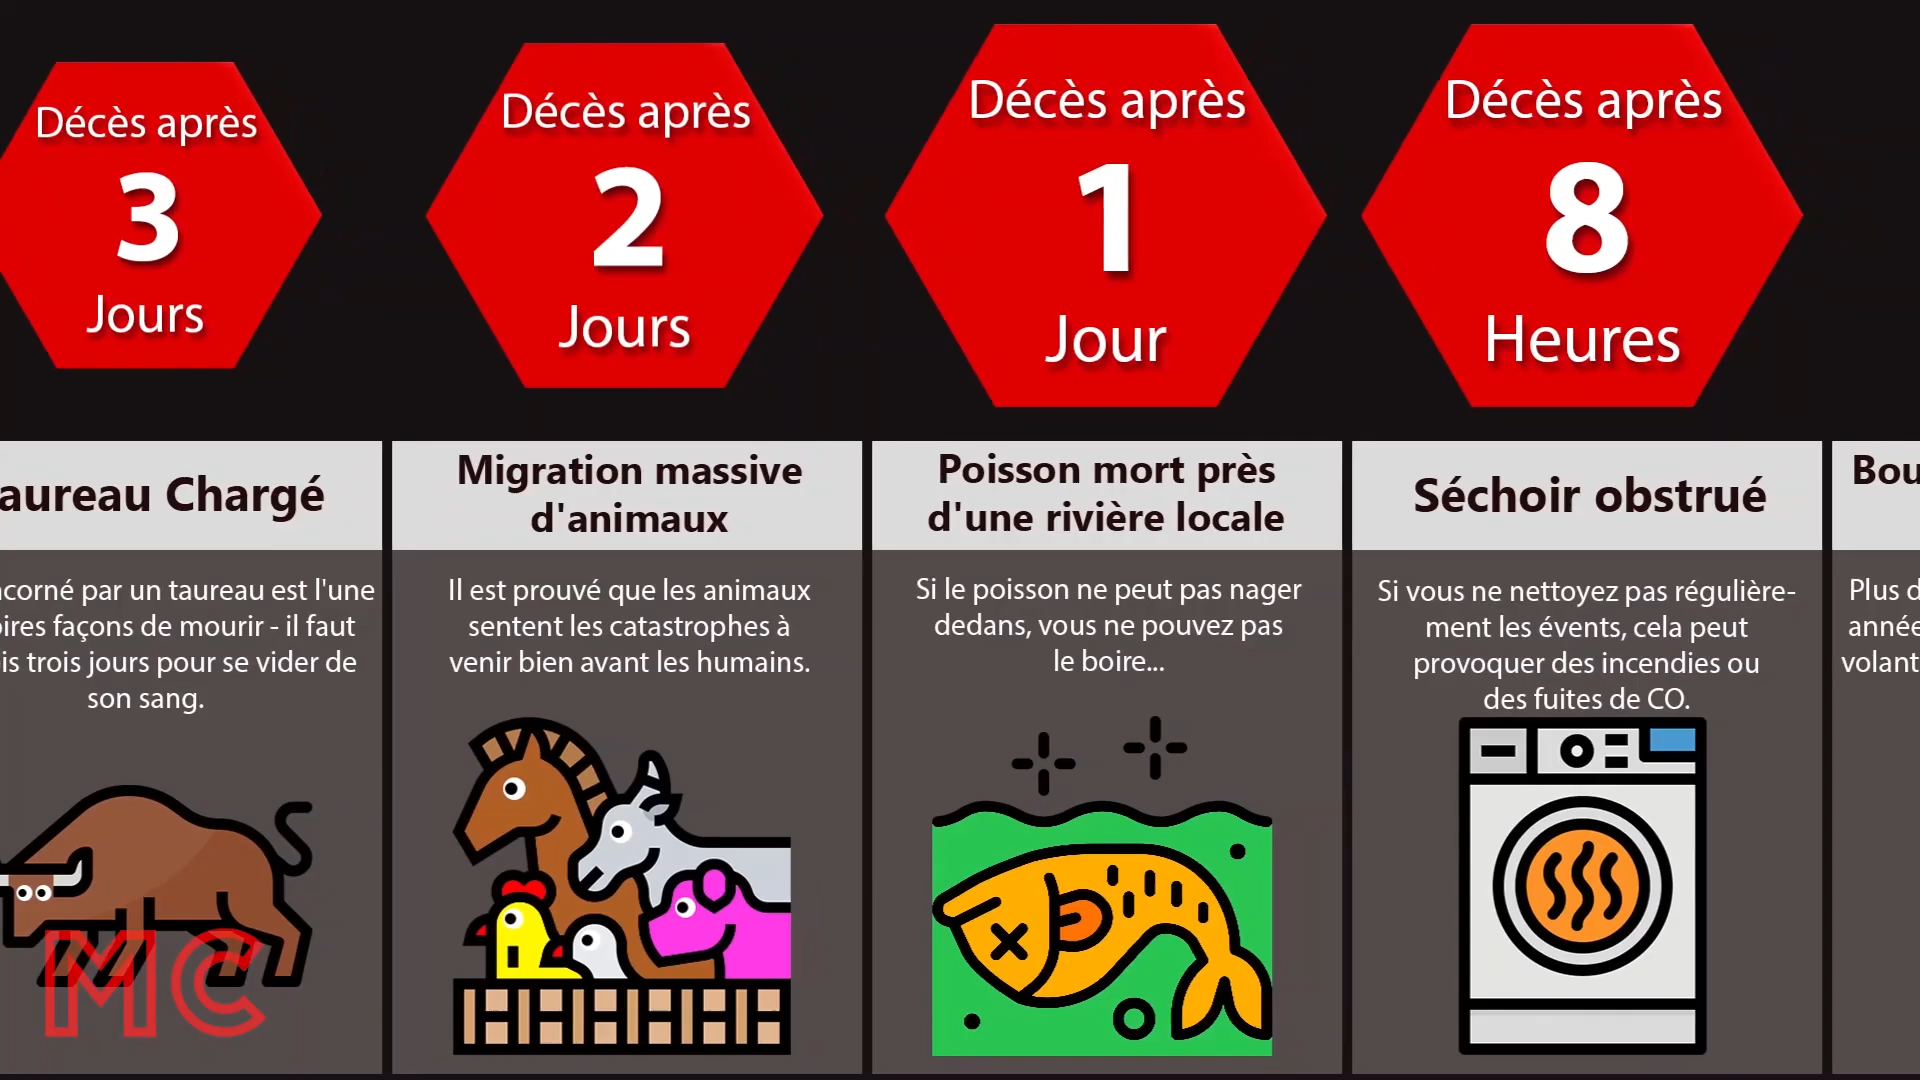 Décès après
3
Jours
Décès après
2
Jours
Décès après
1
Jour
Décès après
8
Heures
aureau Chargé
Migration massive
d'animaux
Poisson mort près
d'une rivière locale
Séchoir obstrué
Bou
corné par un taureau est l'une
ires façons de mourir - il faut
is trois jours pour se vider de
son sang.
Il est prouvé que les animaux
sentent les catastrophes à
venir bien avant les humains.
Si le poisson ne peut pas nager
dedans, vous ne pouvez pas
le boire...
Si vous ne nettoyez pas régulière-
ment les évents, cela peut
provoquer des incendies ou
des fuites de CO.
Plus d
année
volant
MC